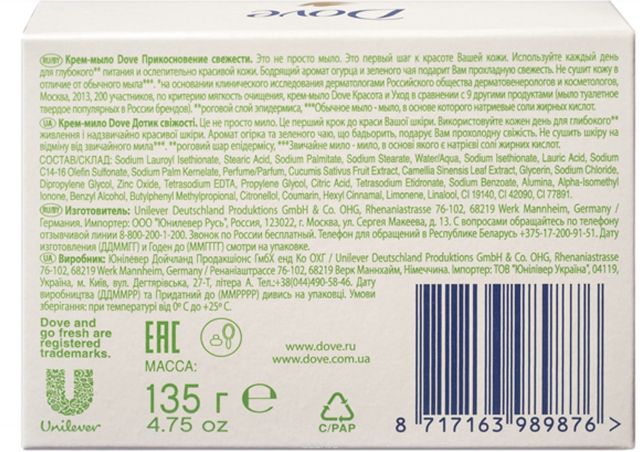 Dove
RU/BY Крем-мыло Dove Прикосновение свежести. Это не просто мыло. Это первый шаг к красоте Вашей кожи. Используйте каждый день
для глубокого* питания и ослепительно красивой кожи. Бодрящий аромат огурца и зеленого чая подарит Вам прохладную свежесть. Не сушит кожу в
отличие от обычного мыла***. *на основании клинического исследования дерматологии Российского общества дерматовенерологов и косметологов,
Москва, 2013, 200 участников, по критерию мягкость очищения, крем-мыло Dove Красота и Уход в сравнении с 9 другими продуктами (мыло туалетное
твердое популярных в России брендов). **роговой слой эпидермиса, ***Обычное мыло - мыло, в основе которого натриевые соли жирных кислот.
UA Крем-мило Dove Дотик свіжості. Це не просто мило. Це перший крок до краси Вашої шкіри. Використовуйте кожен день для глибокого**
живлення і надзвичайно красивої шкіри. Аромат огірка та зеленого чаю, що бадьорить, подарує Вам прохолодну свіжість. Не сушить шкіру на
відміну від звичайного мила***. **роговий шар епідермісу, ***Звичайне мило - мило, в основі якого є натрієві солі жирних кислот.
СОСТАВ/СКЛАД: Sodium Lauroyl Isethionate, Stearic Acid, Sodium Palmitate, Sodium Stearate, Water/Aqua, Sodium Isethionate, Lauric Acid, Sodium
C14-16 Olefin Sulfonate, Sodium Palm Kernelate, Perfume/Parfum, Cucumis Sativus Fruit Extract, Camellia Sinensis Leaf Extract, Glycerin, Sodium Chloride,
Dipropylene Glycol, Zinc Oxide, Tetrasodium EDTA, Propylene Glycol, Citric Acid, Tetrasodium Etidronate, Sodium Benzoate, Alumina, Alpha-Isomethyl
Ionone, Benzyl Alcohol, Butylphenyl Methylpropional, Citronellol, Coumarin, Hexyl Cinnamal, Limonene, Linalool, CI 19140, CI 42090, CI 77891.
RU/BY Изготовитель: Unilever Deutschland Produktions GmbH & Co. OHG, Rhenaniastrasse 76-102, 68219 Werk Mannheim, Germany /
Германия. Импортер: ООО "Юнилевер Русь", Россия, 123022, г. Москва, ул. Сергея Макеева, д. 13. С вопросами обращайтесь по телефону
отзывчивой линии 8-800-200-1-200. Звонок по России бесплатный. Телефон для обращений в Республике Беларусь +375-17-200-91-51. Дату
изготовления (ДДММГГ) и Годен до (ММГГГГ) смотри на упаковке.
UA Виробник: Юнілевер Дойчланд Продакціонс ГмбХ енд Ко ОХГ / Unilever Deutschland Produktions GmbH & Co. OHG, Rhenaniastrasse
76-102, 68219 Werk Mannheim, Germany / Ренаніаштрассе 76-102, 68219 Верк Маннхайм, Німеччина. Імпортер: ТОВ "Юнілівер Україна", 04119,
Україна, м. Київ, вул. Дегтярівська, 27-Т, літера А. Тел.:+38(044)490-58-46. Дату
виробництва (ДДММРР) та Придатний до (ММРРРР) дивись на упаковці. Умови
зберігання: при температурі від 0° С до +25° С.
Dove and
go fresh are
registered
trademarks.
Unilever
EAC
МАССА:
135 г e
4.75 oz
www.dove.ru
www.dove.com.ua
C/PAP
8 717163 989876 >